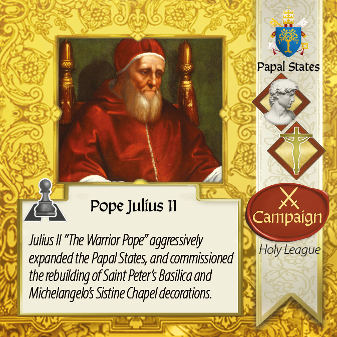 Papal States
Campaign
Holy League
Pope Julius II
Julius II "The Warrior Pope" aggressively
expanded the Papal States, and commissioned
the rebuilding of Saint Peter's Basilica and
Michelangelo's Sistine Chapel decorations.